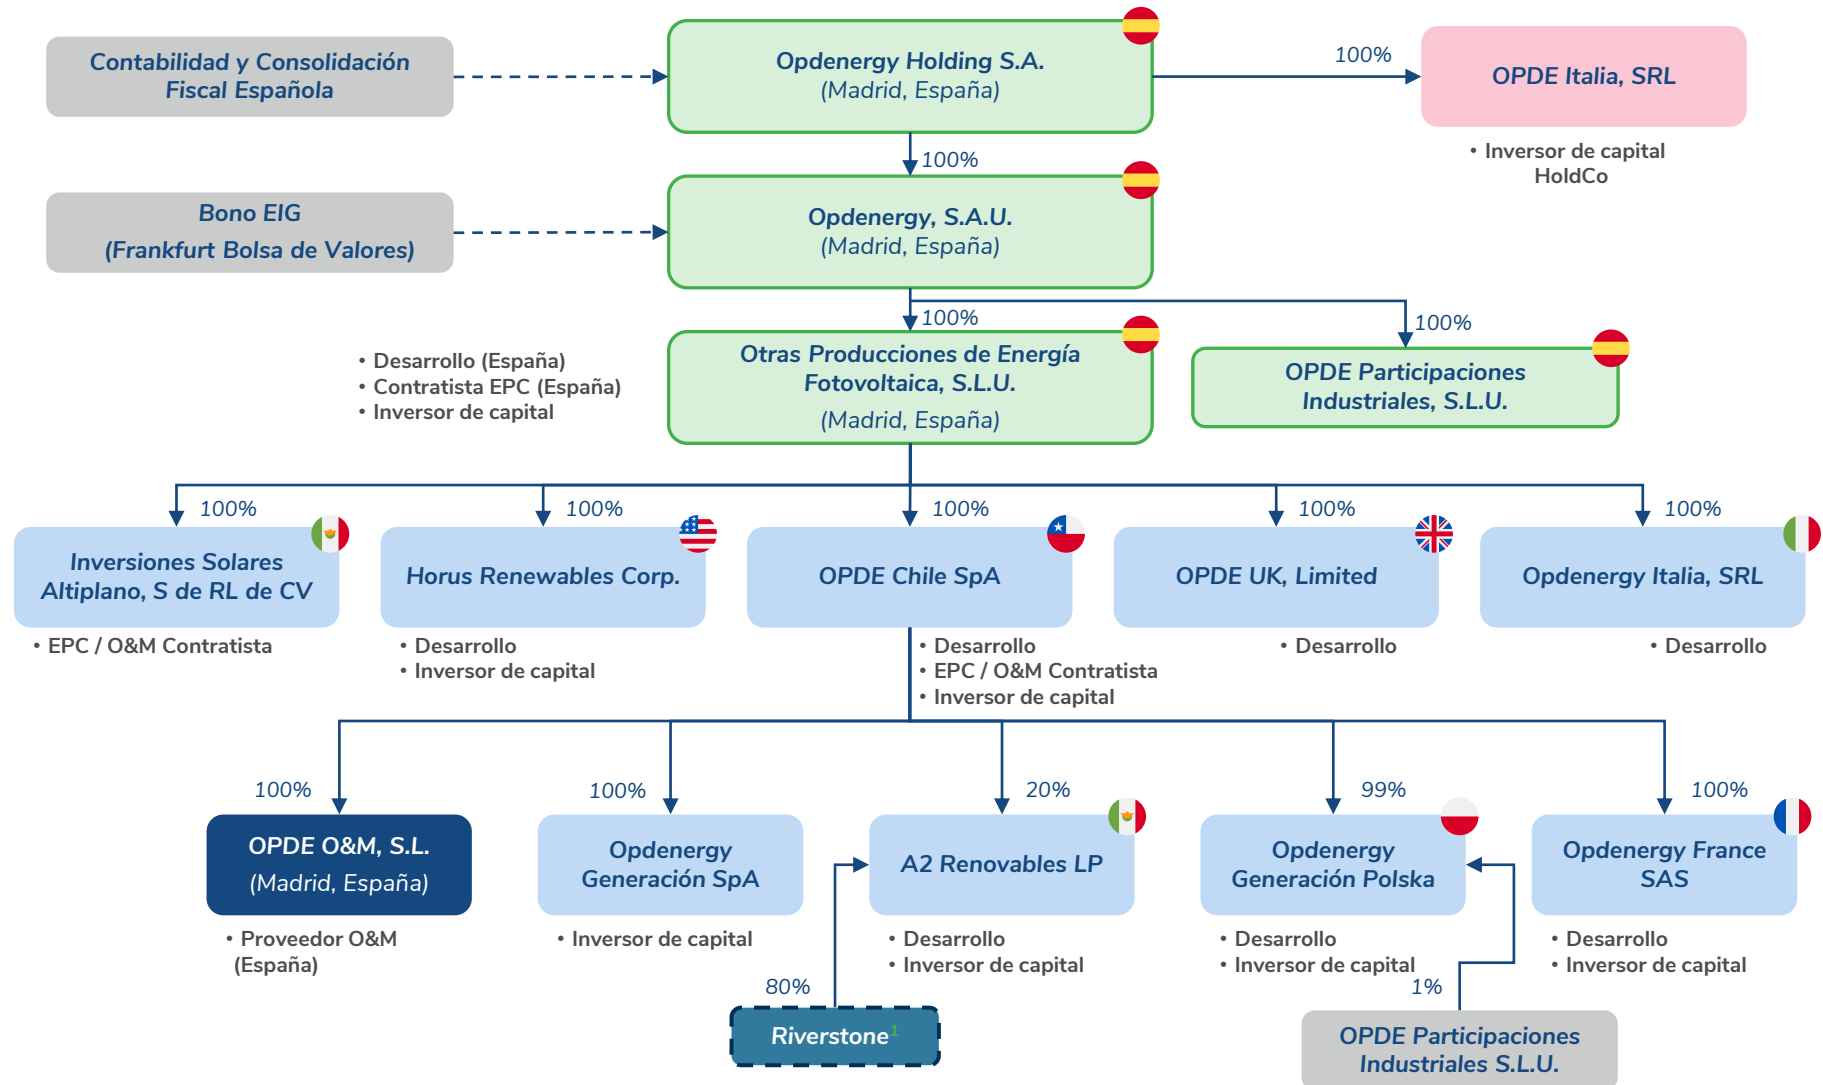 Contabilidad y Consolidación
Fiscal Española
Opdenergy Holding S.A.
(Madrid, España)
100%
OPDE Italia, SRL
• Inversor de capital
HoldCo
100%
Bono EIG
(Frankfurt Bolsa de Valores)
Opdenergy, S.A.U.
(Madrid, España)
100%
100%
• Desarrollo (España)
• Contratista EPC (España)
• Inversor de capital
Otras Producciones de Energía
Fotovoltaica, S.L.U.
(Madrid, España)
OPDE Participaciones
Industriales, S.L.U.
100%
100%
100%
100%
100%
Inversiones Solares
Altiplano, S de RL de CV
Horus Renewables Corp.
OPDE Chile SpA
OPDE UK, Limited
Opdenergy Italia, SRL
• EPC / O&M Contratista
• Desarrollo
• Inversor de capital
• Desarrollo
• EPC / O&M Contratista
• Inversor de capital
• Desarrollo
• Desarrollo
100%
100%
20%
99%
100%
OPDE O&M, S.L.
(Madrid, España)
Opdenergy
Generación SpA
A2 Renovables LP
Opdenergy
Generación Polska
Opdenergy France
SAS
• Proveedor O&M
(España)
• Inversor de capital
• Desarrollo
• Inversor de capital
• Desarrollo
• Inversor de capital
• Desarrollo
• Inversor de capital
80%
1%
Riverstone¹
OPDE Participaciones
Industriales S.L.U.